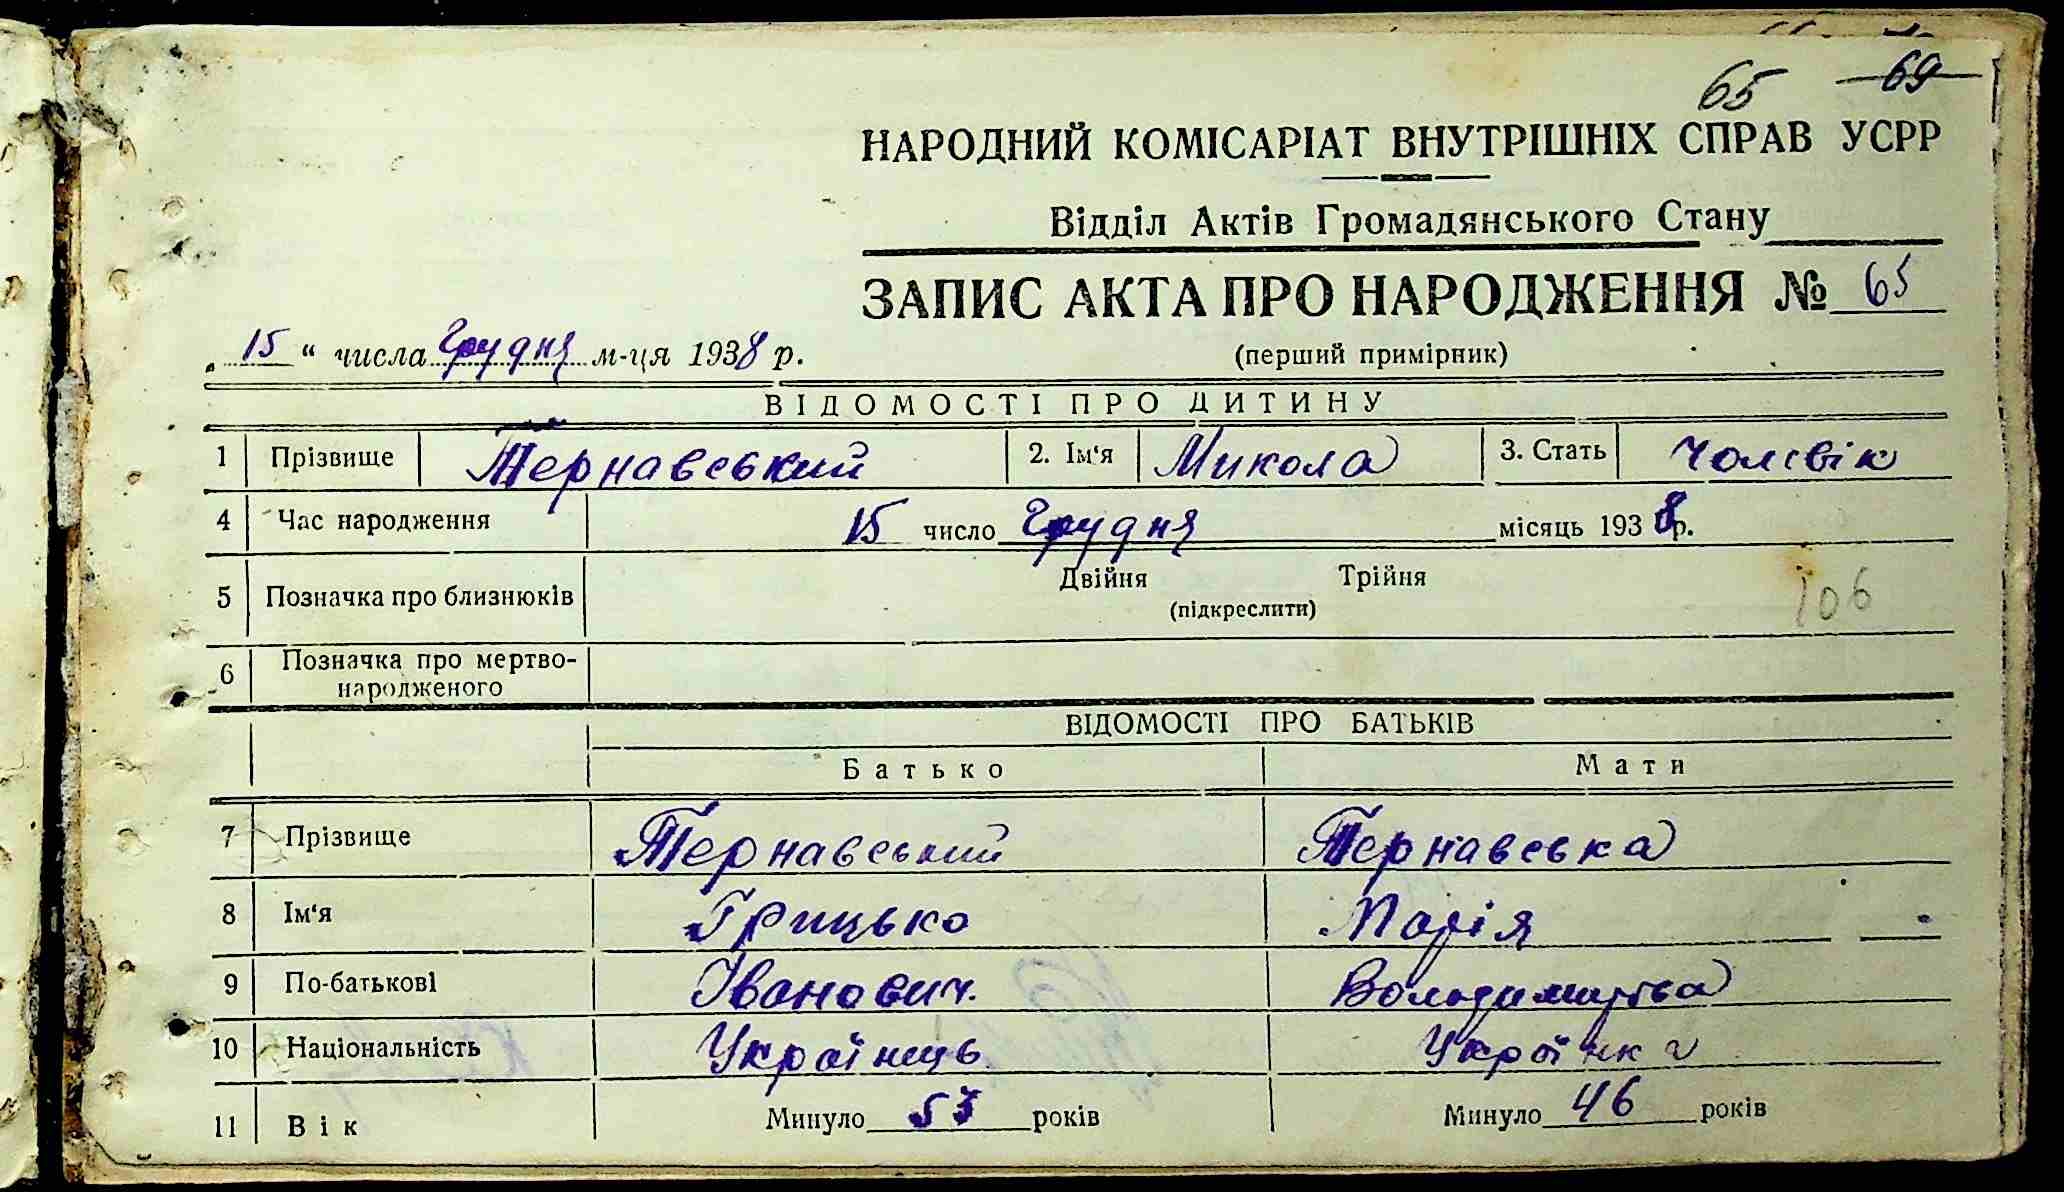 65 69
НАРОДНИЙ КОМІСАРІАТ ВНУТРІШНІХ СПРАВ УСРР
Відділ Актів Громадянського Стану
ЗАПИС АКТА ПРО НАРОДЖЕННЯ № 65
„ 15 “ числа Грудня м-ця 1938 р.
(перший примірник)
ВІДОМОСТІ ПРО ДИТИНУ
1 Прізвище Тернавський 2. Ім'я Микола 3. Стать Чоловік
4 Час народження 15 число Грудня місяць 1938 р.
5 Позначка про близнюків Двійня Трійня
(підкреслити)
106
6 Позначка про мертво-
народженого
ВІДОМОСТІ ПРО БАТЬКІВ
Батько Мати
7 Прізвище Тернавський Тернавська
8 Ім'я Грицько Марія
9 По-батькові Іванович.
10 Національність Українець Українка
11 Вік Минуло 53 років Минуло 46 років